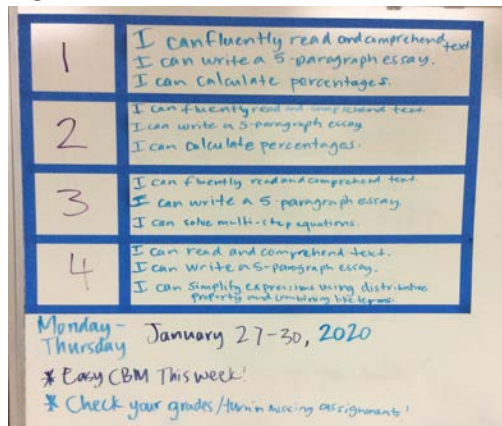 1
I can fluently read and comprehend text
I can write a 5-paragraph essay.
I can calculate percentages.
2
I can fluently read and comprehend text.
I can write a 5-paragraph essay
I can calculate percentages.
3
I can fluently read and comprehend text.
I can write a 5-paragraph essay.
I can solve multi-step equations.
4
I can read and comprehend text.
I can write a 5-paragraph essay.
I can simplify expressions using distributive
property and combining like terms.
Monday-
Thursday January 27-30, 2020
* Easy CBM This week!
* Check your grades/turn in missing assignments!